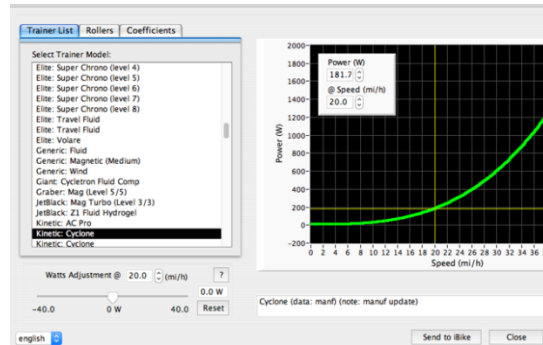 Trainer List Rollers Coefficients
Select Trainer Model:
Elite: Super Chrono (level 4)
Elite: Super Chrono (level 5)
Elite: Super Chrono (level 6)
Elite: Super Chrono (level 7)
Elite: Super Chrono (level 8)
Elite: Travel Fluid
Elite: Travel Fluid
Elite: Volare
Generic: Fluid
Generic: Magnetic (Medium)
Generic: Wind
Giant: Cycletron Fluid Comp
Graber: Mag (Level 5/5)
JetBlack: Mag Turbo (Level 3/3)
JetBlack: Z1 Fluid Hydrogel
Kinetic: AC Pro
Kinetic: Cyclone
Kinetic: Cyclone
Watts Adjustment @ 20.0 (mi/h) ?
0.0 W
-40.0 0 W 40.0 Reset
english
2000
1800
1600
1400
1200
1000
800
600
400
200
0
-200
Power (W)
Power (W)
181.7
@ Speed (mi/h)
20.0
0 2 4 6 8 10 12 14 16 18 20 22 24 26 28 30 32 34 36
Speed (mi/h)
Cyclone (data: manf) (note: manuf update)
Send to iBike Close